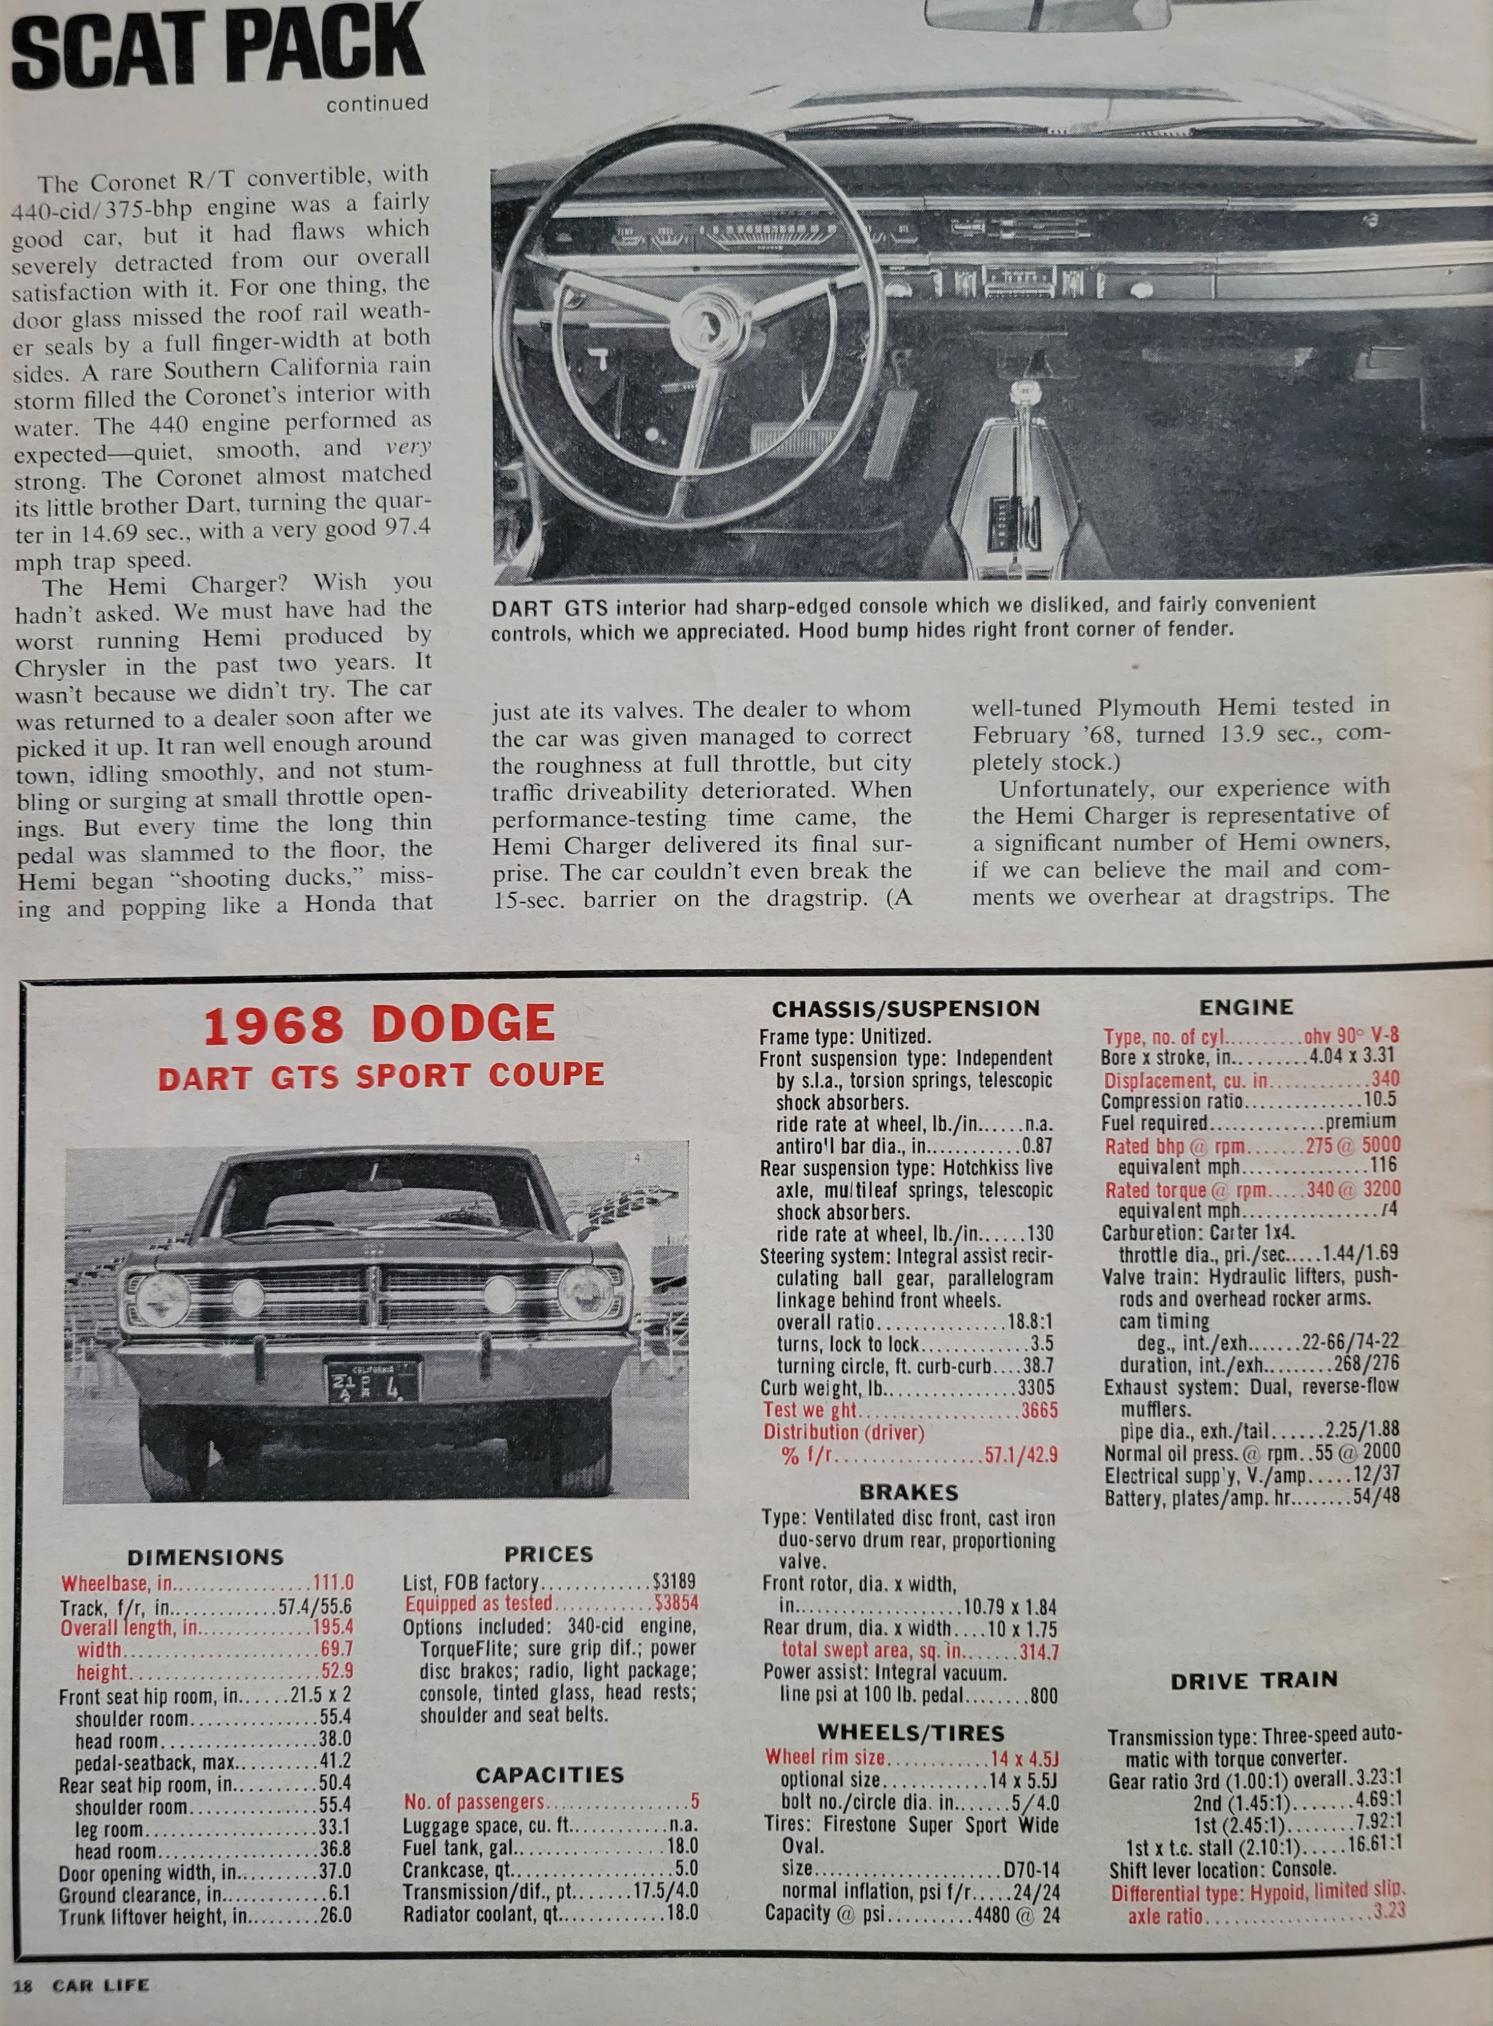 SCAT PACK
continued
The Coronet R/T convertible, with
440-cid/375-bhp engine was a fairly
good car, but it had flaws which
severely detracted from our overall
satisfaction with it. For one thing, the
door glass missed the roof rail weath-
er seals by a full finger-width at both
sides. A rare Southern California rain
storm filled the Coronet's interior with
water. The 440 engine performed as
expected—quiet, smooth, and very
strong. The Coronet almost matched
its little brother Dart, turning the quar-
ter in 14.69 sec., with a very good 97.4
mph trap speed.
The Hemi Charger? Wish you
hadn't asked. We must have had the
worst running Hemi produced by
Chrysler in the past two years. It
wasn't because we didn't try. The car
was returned to a dealer soon after we
picked it up. It ran well enough around
town, idling smoothly, and not stum-
bling or surging at small throttle open-
ings. But every time the long thin
pedal was slammed to the floor, the
Hemi began "shooting ducks," miss-
ing and popping like a Honda that
DART GTS interior had sharp-edged console which we disliked, and fairly convenient
controls, which we appreciated. Hood bump hides right front corner of fender.
just ate its valves. The dealer to whom
the car was given managed to correct
the roughness at full throttle, but city
traffic driveability deteriorated. When
performance-testing time came, the
Hemi Charger delivered its final sur-
prise. The car couldn't even break the
15-sec. barrier on the dragstrip. (A
well-tuned Plymouth Hemi tested in
February '68, turned 13.9 sec., com-
pletely stock.)
Unfortunately, our experience with
the Hemi Charger is representative of
a significant number of Hemi owners,
if we can believe the mail and com-
ments we overhear at dragstrips. The
1968 DODGE
DART GTS SPORT COUPE
CALIFORNIA
4
DIMENSIONS
Wheelbase, in.................111.0
Track, f/r, in.............57.4/55.6
Overall length, in.............195.4
width.......................69.7
height.......................52.9
Front seat hip room, in......21.5 x 2
shoulder room...............55.4
head room...................38.0
pedal-seatback, max..........41.2
Rear seat hip room, in..........50.4
shoulder room...............55.4
leg room....................33.1
head room...................36.8
Door opening width, in..........37.0
Ground clearance, in............6.1
Trunk liftover height, in.........26.0
PRICES
List, FOB factory............$3189
Equipped as tested............$3854
Options included: 340-cid engine,
TorqueFlite; sure grip dif.; power
disc brakes; radio, light package;
console, tinted glass, head rests;
shoulder and seat belts.
CAPACITIES
No. of passengers................5
Luggage space, cu. ft...........n.a.
Fuel tank, gal.................18.0
Crankcase, qt..................5.0
Transmission/dif., pt.......17.5/4.0
Radiator coolant, qt............18.0
CHASSIS/SUSPENSION
Frame type: Unitized.
Front suspension type: Independent
by s.l.a., torsion springs, telescopic
shock absorbers.
ride rate at wheel, lb./in......n.a.
antiro'l bar dia., in...........0.87
Rear suspension type: Hotchkiss live
axle, multileaf springs, telescopic
shock absorbers.
ride rate at wheel, lb./in......130
Steering system: Integral assist recir-
culating ball gear, parallelogram
linkage behind front wheels.
overall ratio...............18.8:1
turns, lock to lock..............3.5
turning circle, ft. curb-curb....38.7
Curb weight, lb...............3305
Test we ght...................3665
Distribution (driver)
% f/r.................57.1/42.9
BRAKES
Type: Ventilated disc front, cast iron
duo-servo drum rear, proportioning
valve.
Front rotor, dia. x width,
in....................10.79 x 1.84
Rear drum, dia. x width....10 x 1.75
total swept area, sq. in.......314.7
Power assist: Integral vacuum.
line psi at 100 lb. pedal........800
WHEELS/TIRES
Wheel rim size............14 x 4.5J
optional size............14 x 5.5J
bolt no./circle dia. in.......5/4.0
Tires: Firestone Super Sport Wide
Oval.
size....................D70-14
normal inflation, psi f/r.....24/24
Capacity @ psi..........4480 @ 24
ENGINE
Type, no. of cyl..........ohv 90° V-8
Bore x stroke, in..........4.04 x 3.31
Displacement, cu. in............340
Compression ratio..............10.5
Fuel required..............premium
Rated bhp @ rpm.......275 @ 5000
equivalent mph...............116
Rated torque @ rpm.....340 @ 3200
equivalent mph................74
Carburetion: Carter 1x4.
throttle dia., pri./sec.....1.44/1.69
Valve train: Hydraulic lifters, push-
rods and overhead rocker arms.
cam timing
deg., int./exh.......22-66/74-22
duration, int./exh.........268/276
Exhaust system: Dual, reverse-flow
mufflers.
pipe dia., exh./tail......2.25/1.88
Normal oil press. @ rpm..55 @ 2000
Electrical supp'y, V./amp.....12/37
Battery, plates/amp. hr........54/48
DRIVE TRAIN
Transmission type: Three-speed auto-
matic with torque converter.
Gear ratio 3rd (1.00:1) overall.3.23:1
2nd (1.45:1).......4.69:1
1st (2.45:1)........7.92:1
1st x t.c. stall (2.10:1).....16.61:1
Shift lever location: Console.
Differential type: Hypoid, limited slip.
axle ratio....................3.23
18 CAR LIFE